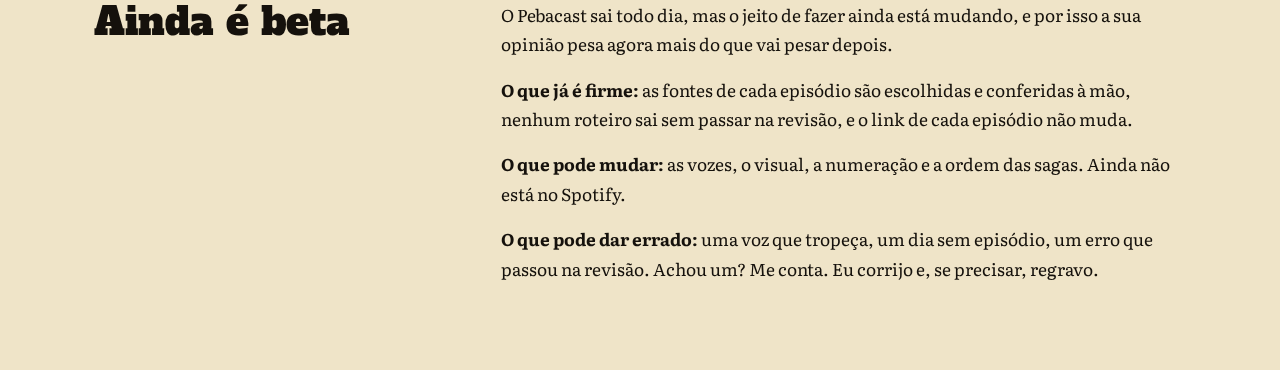 Ainda é beta
O Pebacast sai todo dia, mas o jeito de fazer ainda está mudando, e por isso a sua
opinião pesa agora mais do que vai pesar depois.
O que já é firme: as fontes de cada episódio são escolhidas e conferidas à mão,
nenhum roteiro sai sem passar na revisão, e o link de cada episódio não muda.
O que pode mudar: as vozes, o visual, a numeração e a ordem das sagas. Ainda não
está no Spotify.
O que pode dar errado: uma voz que tropeça, um dia sem episódio, um erro que
passou na revisão. Achou um? Me conta. Eu corrijo e, se precisar, regravo.